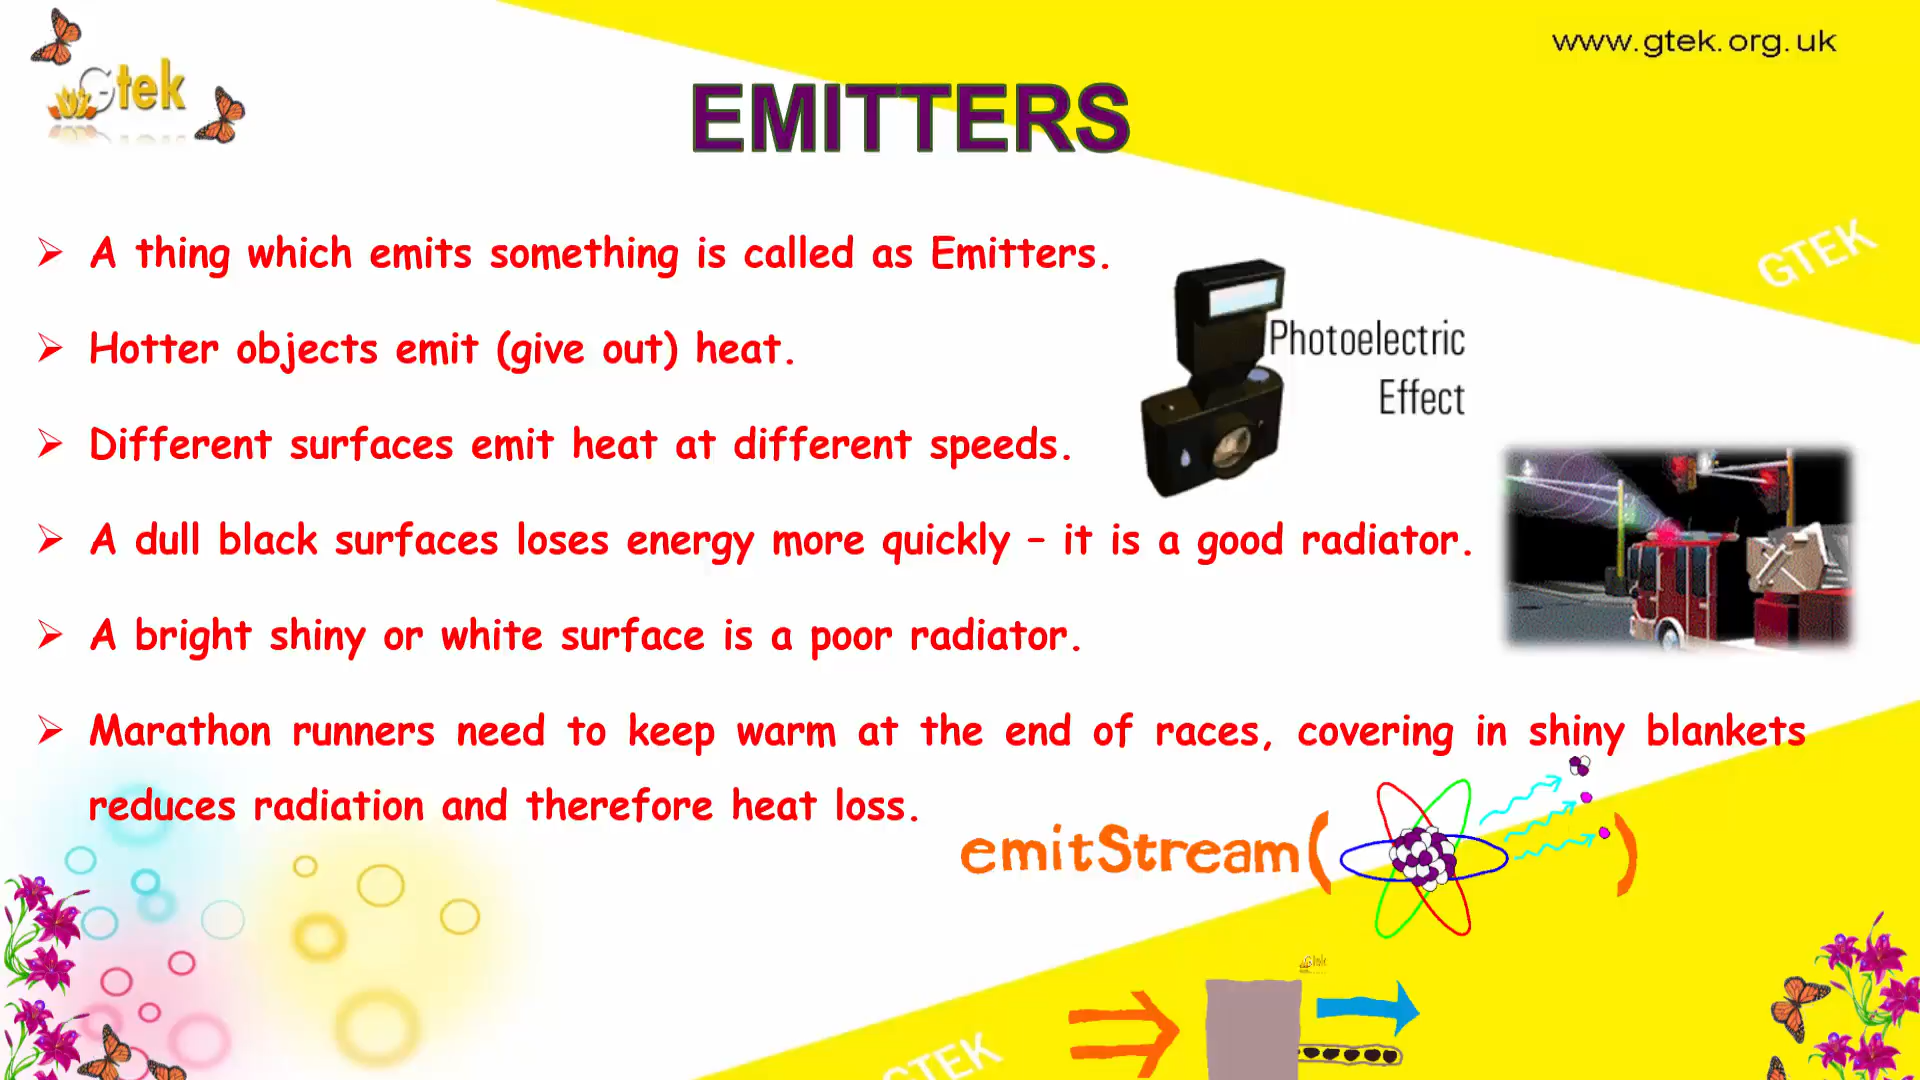 Gtek
www.gtek.org.uk
EMITTERS
GTEK
A thing which emits something is called as Emitters.
Hotter objects emit (give out) heat.
Photoelectric
Effect
Different surfaces emit heat at different speeds.
A dull black surfaces loses energy more quickly – it is a good radiator.
A bright shiny or white surface is a poor radiator.
Marathon runners need to keep warm at the end of races, covering in shiny blankets
reduces radiation and therefore heat loss.
emitStream( )
Gtek
GTEK